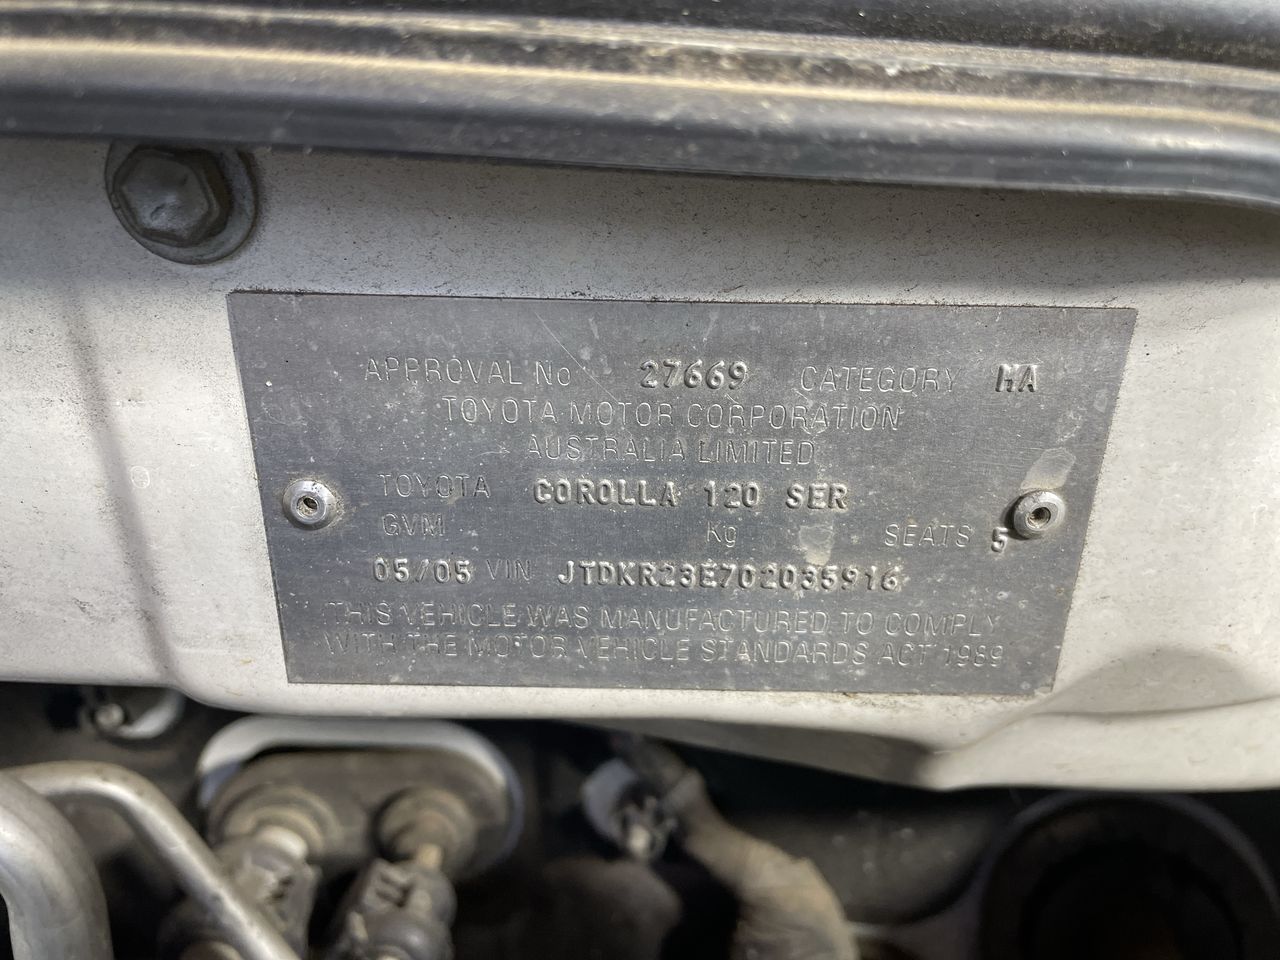 APPROVAL No 27669 CATEGORY MA
TOYOTA MOTOR CORPORATION
AUSTRALIA LIMITED
TOYOTA COROLLA 120 SER
GVM Kg SEATS 5
05/05 VIN JTDKR23E702035916
THIS VEHICLE WAS MANUFACTURED TO COMPLY
WITH THE MOTOR VEHICLE STANDARDS ACT 1989